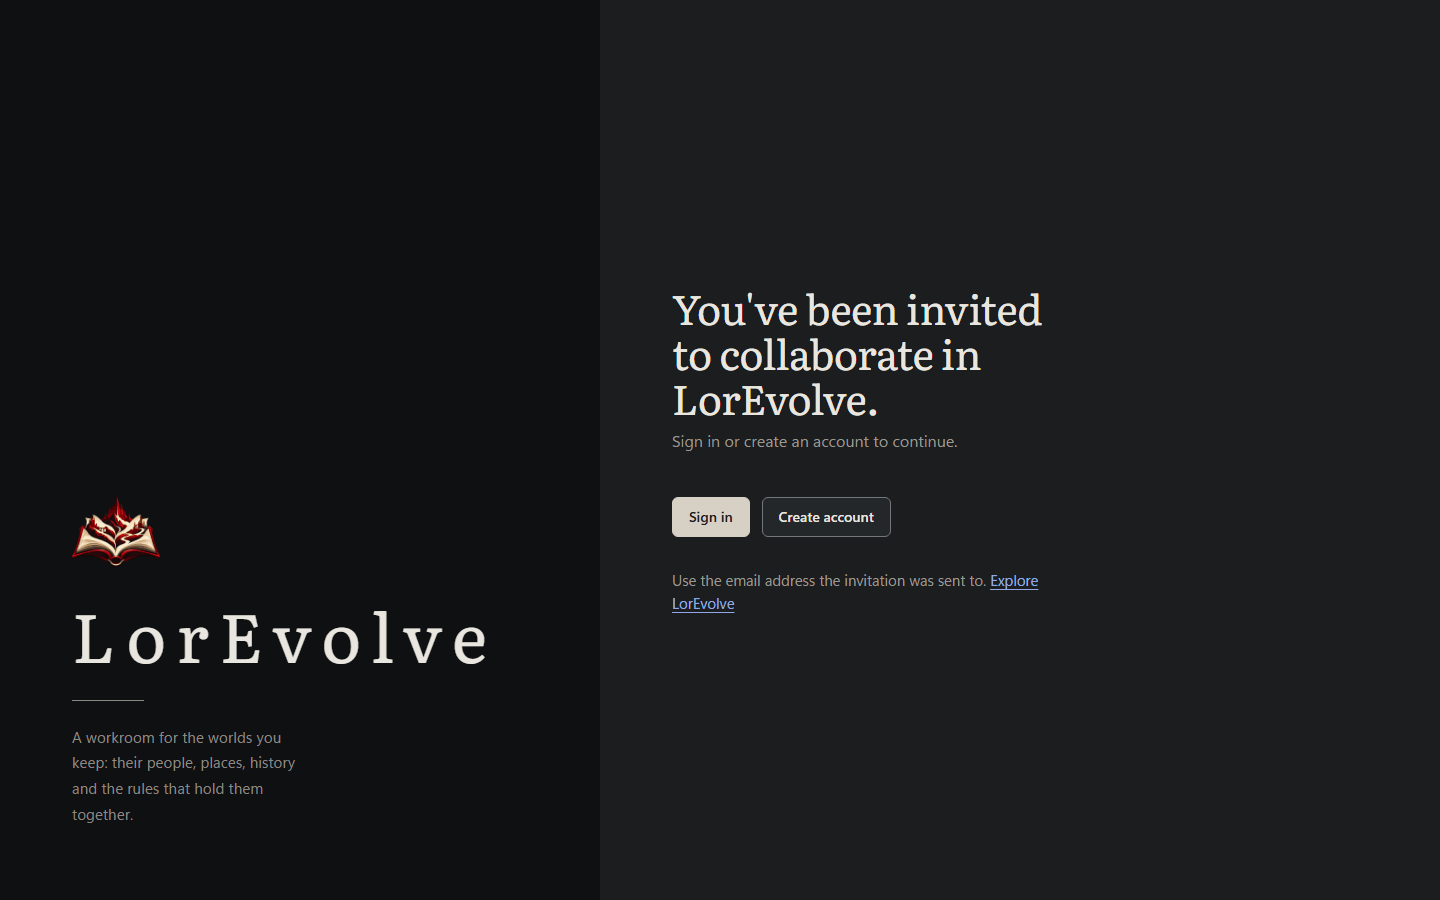 LorEvolve
A workroom for the worlds you
keep: their people, places, history
and the rules that hold them
together.
You've been invited
to collaborate in
LorEvolve.
Sign in or create an account to continue.
Sign in
Create account
Use the email address the invitation was sent to. Explore
LorEvolve